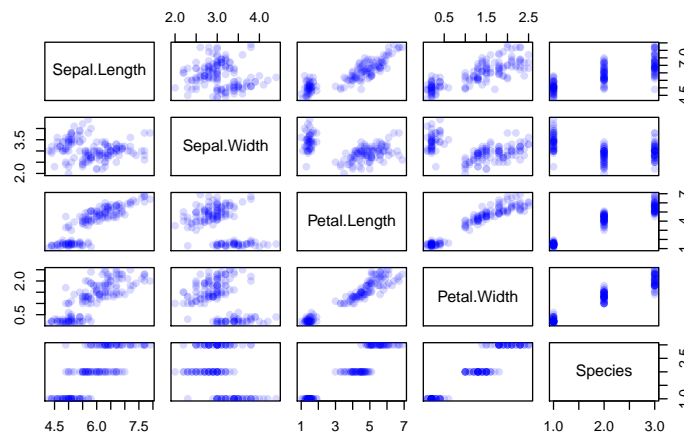 2.0 3.0 4.0 0.5 1.5 2.5
Sepal.Length 4.5 7.0
2.0 3.5 Sepal.Width
Petal.Length 1 4 7
0.5 2.0 Petal.Width
Species 1.0 2.5
4.5 6.0 7.5 1 3 5 7 1.0 2.0 3.0